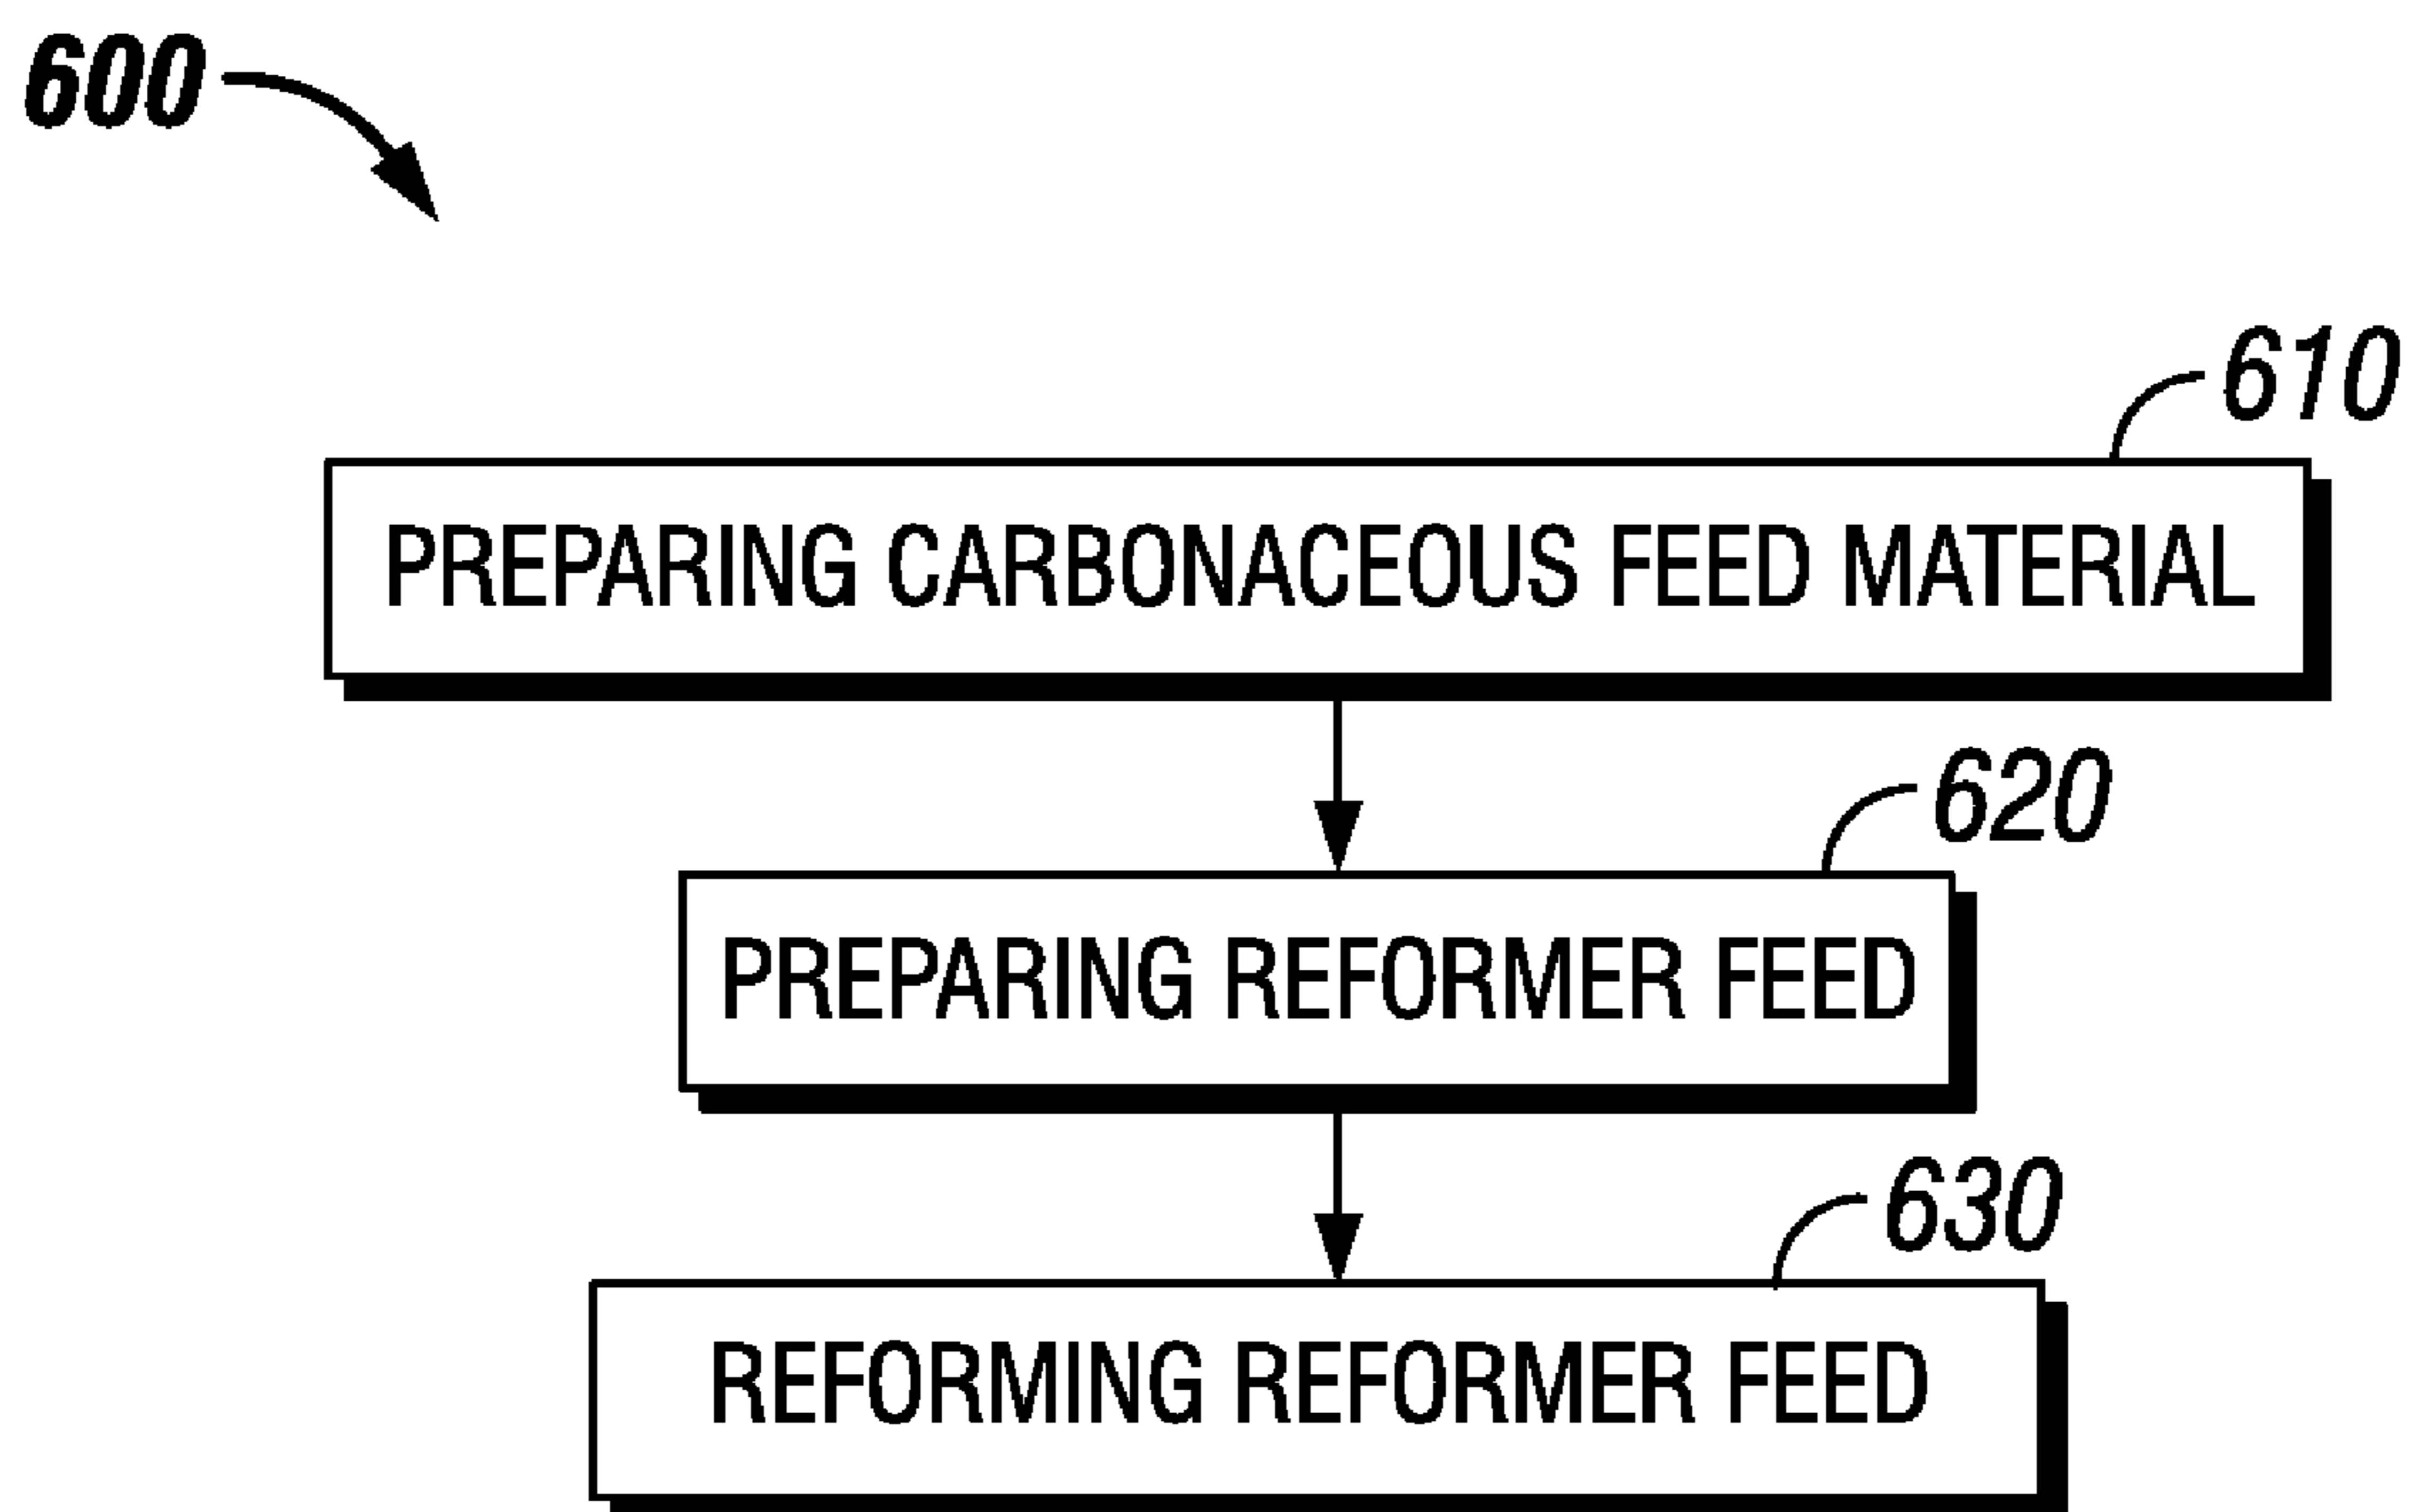 600
610
PREPARING CARBONACEOUS FEED MATERIAL
620
PREPARING REFORMER FEED
630
REFORMING REFORMER FEED